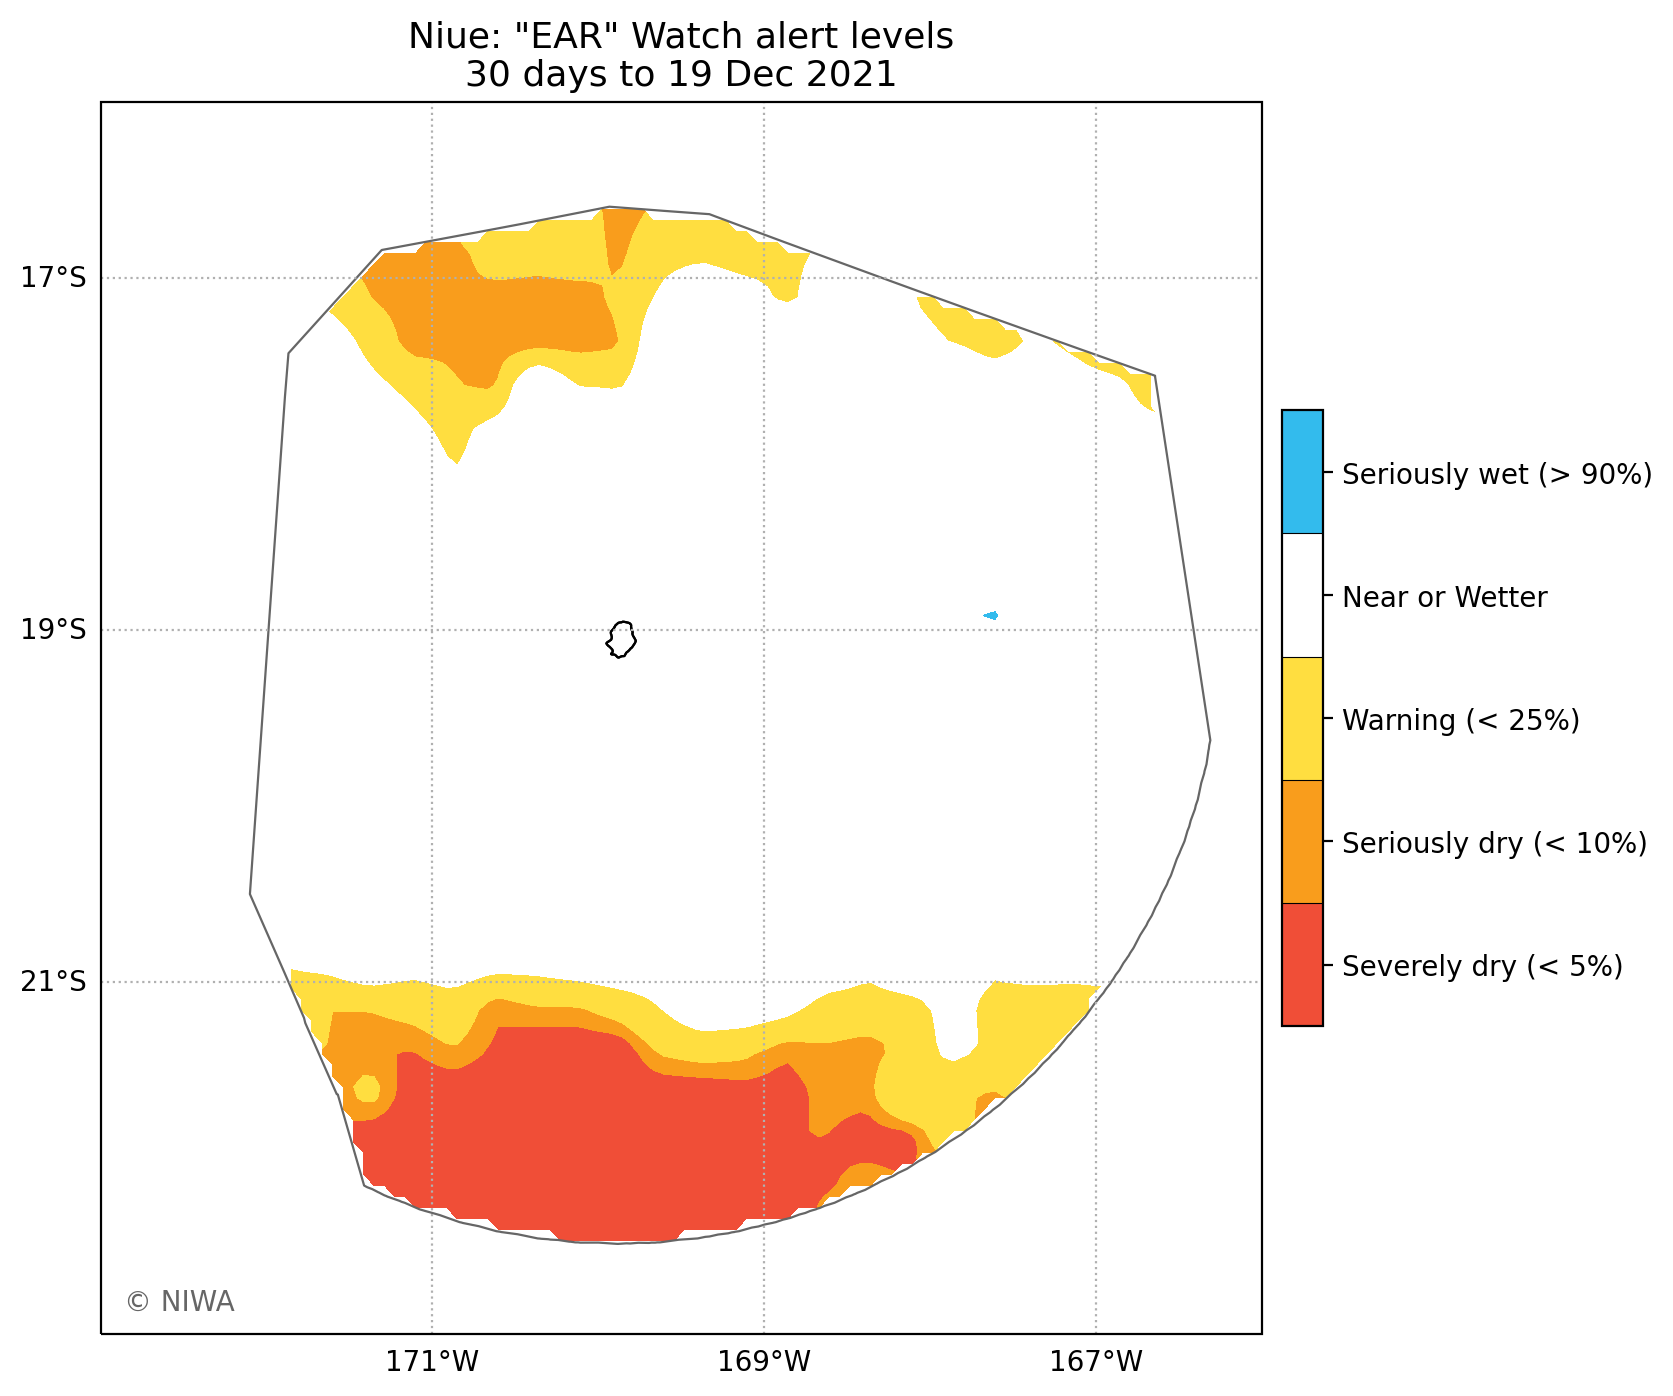 Niue: "EAR" Watch alert levels
30 days to 19 Dec 2021
17°S
19°S
21°S
171°W
169°W
167°W
Seriously wet (> 90%)
Near or Wetter
Warning (< 25%)
Seriously dry (< 10%)
Severely dry (< 5%)
© NIWA